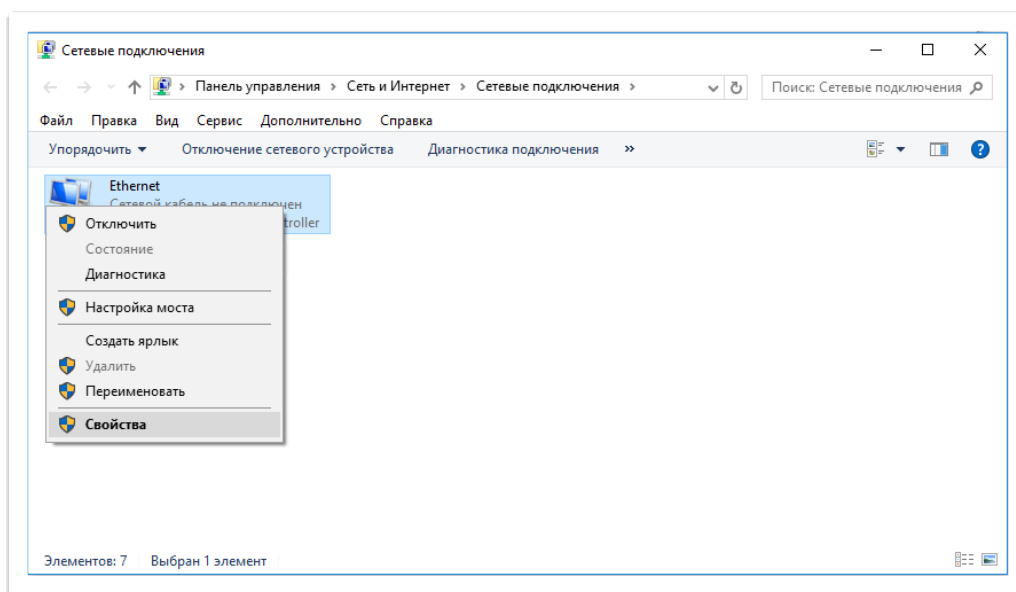 Сетевые подключения
Панель управления › Сеть и Интернет › Сетевые подключения ›
Поиск: Сетевые подключения
Файл Правка Вид Сервис Дополнительно Справка
Упорядочить Отключение сетевого устройства Диагностика подключения »
Ethernet
Сетевой кабель не подключен
troller
Отключить
Состояние
Диагностика
Настройка моста
Создать ярлык
Удалить
Переименовать
Свойства
Элементов: 7 Выбран 1 элемент